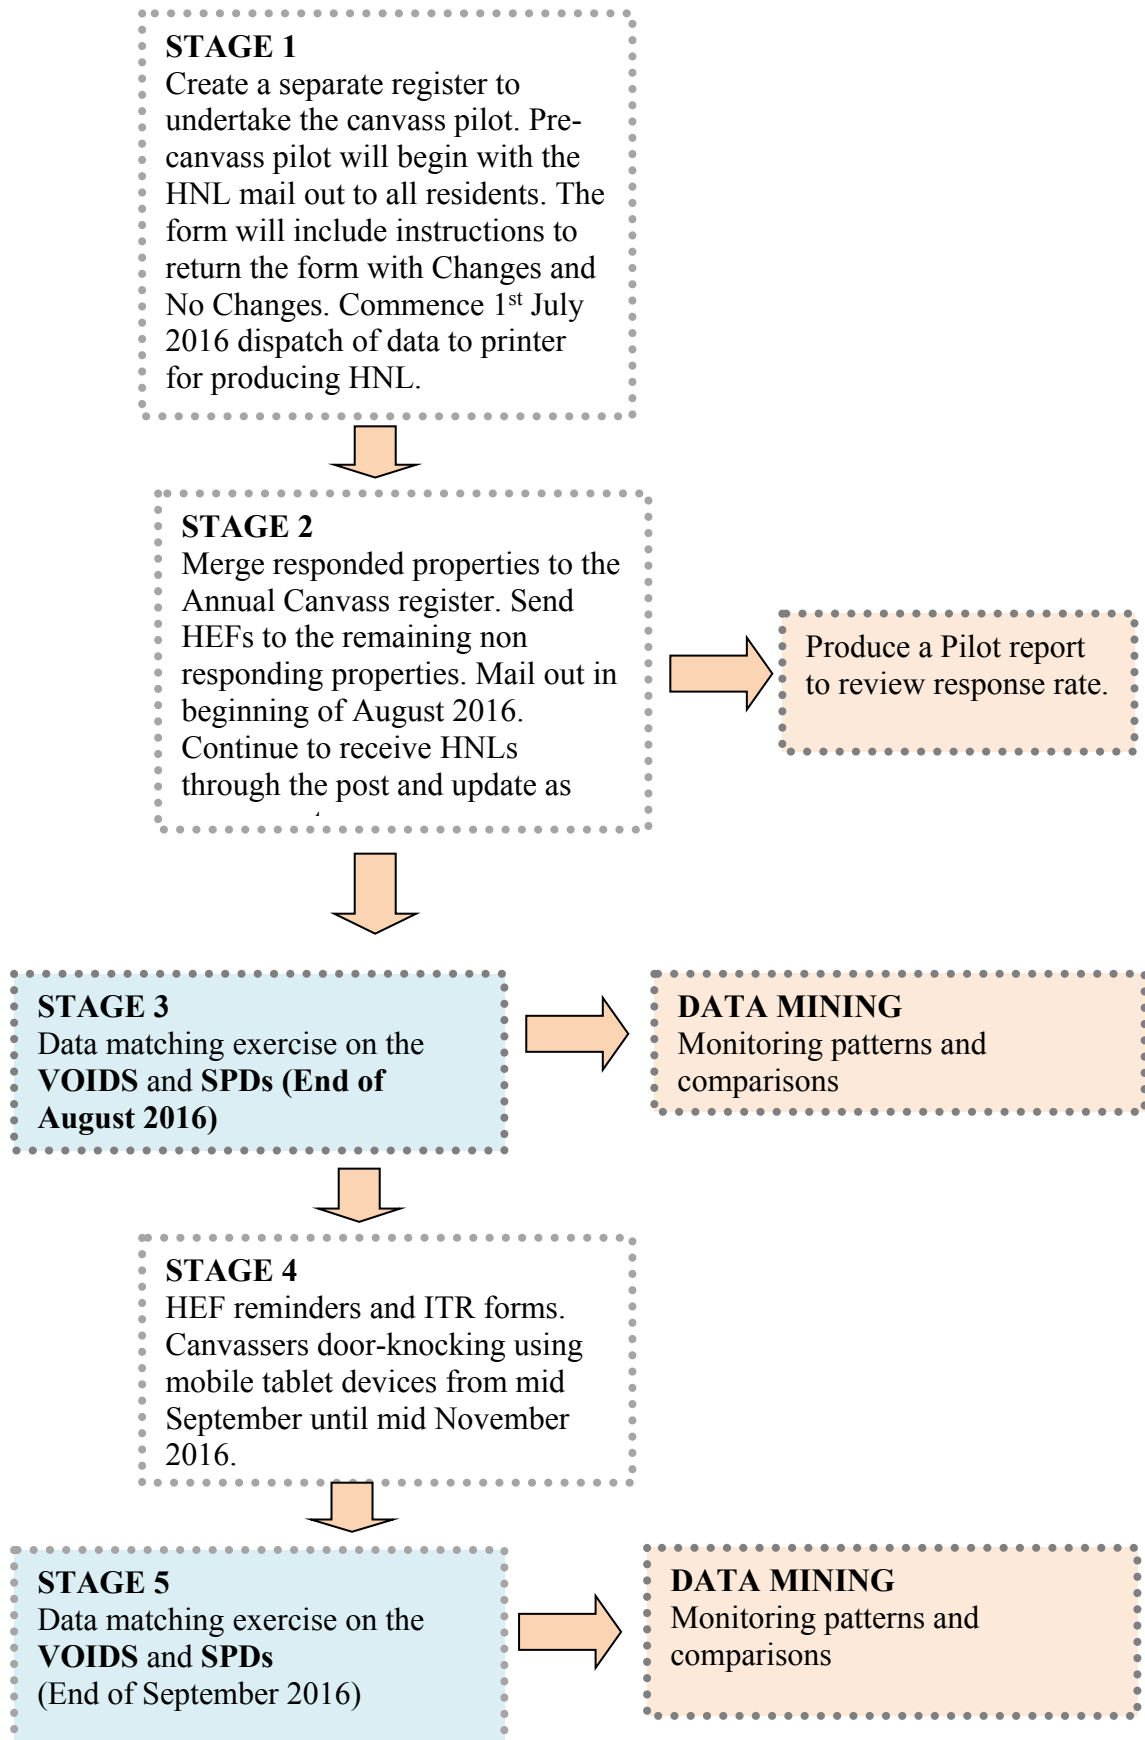 STAGE 1
Create a separate register to
undertake the canvass pilot. Pre-
canvass pilot will begin with the
HNL mail out to all residents. The
form will include instructions to
return the form with Changes and
No Changes. Commence 1st July
2016 dispatch of data to printer
for producing HNL.
STAGE 2
Merge responded properties to the
Annual Canvass register. Send
HEFs to the remaining non
responding properties. Mail out in
beginning of August 2016.
Continue to receive HNLs
through the post and update as
Produce a Pilot report
to review response rate.
STAGE 3
Data matching exercise on the
VOIDS and SPDs (End of
August 2016)
DATA MINING
Monitoring patterns and
comparisons
STAGE 4
HEF reminders and ITR forms.
Canvassers door-knocking using
mobile tablet devices from mid
September until mid November
2016.
STAGE 5
Data matching exercise on the
VOIDS and SPDs
(End of September 2016)
DATA MINING
Monitoring patterns and
comparisons